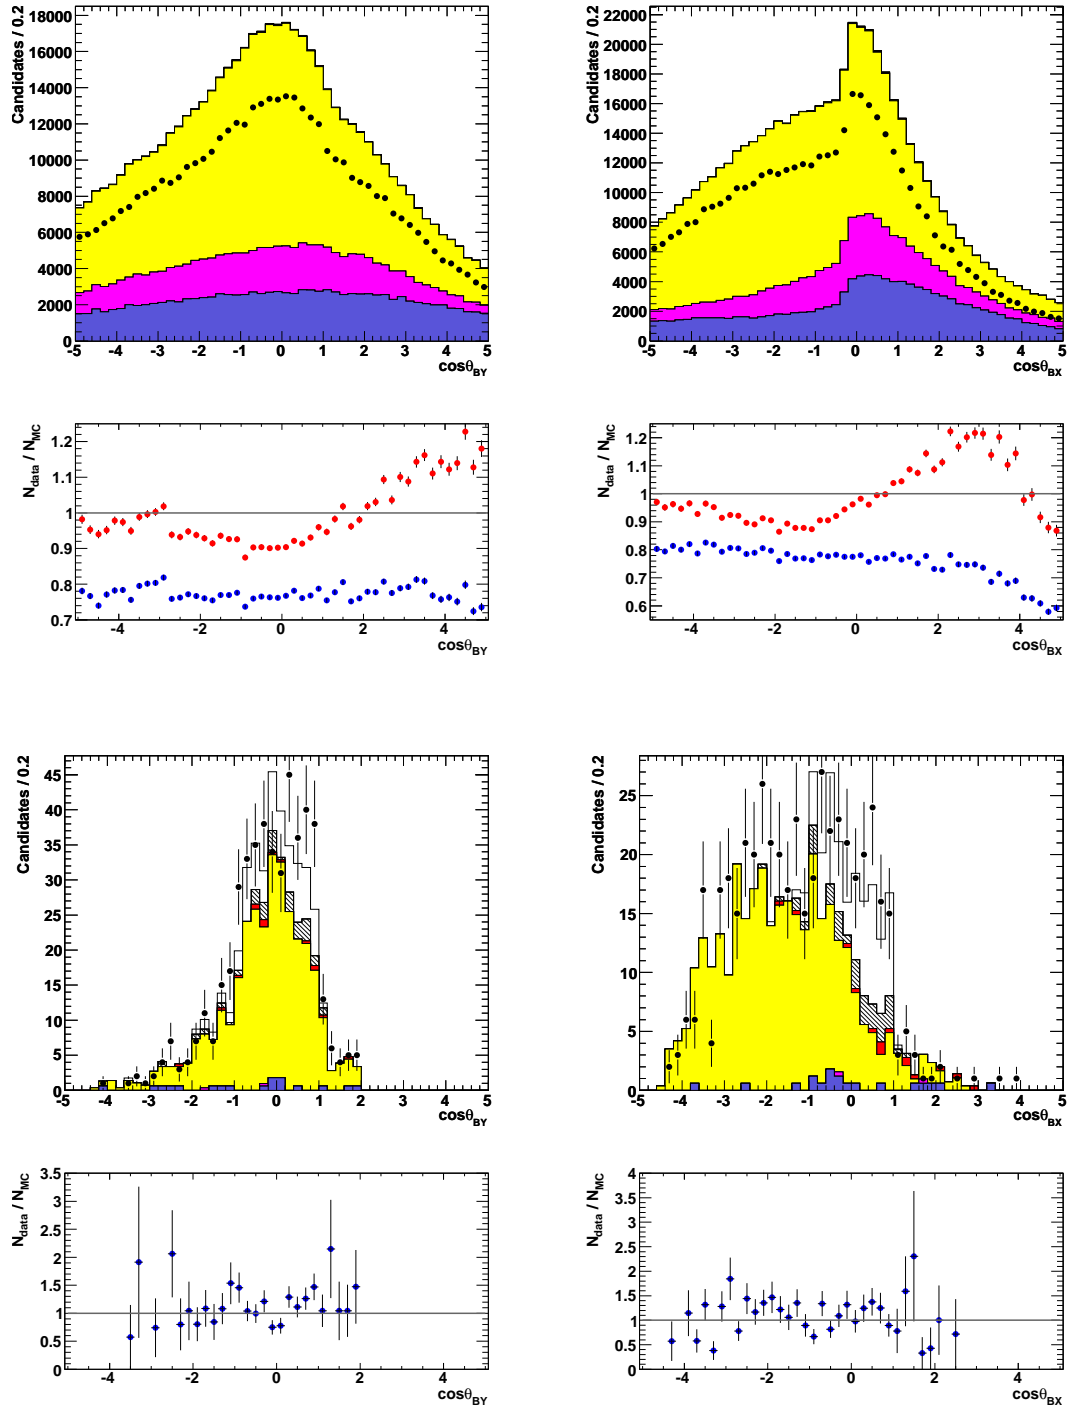 Candidates / 0.2
18000
16000
14000
12000
10000
8000
6000
4000
2000
0
-5 -4 -3 -2 -1 0 1 2 3 4 5
cosθBY
Candidates / 0.2
22000
20000
18000
16000
14000
12000
10000
8000
6000
4000
2000
0
-5 -4 -3 -2 -1 0 1 2 3 4 5
cosθBX
Ndata / NMC
1.2
1.1
1
0.9
0.8
0.7
-4 -2 0 2 4
cosθBY
Ndata / NMC
1.2
1.1
1
0.9
0.8
0.7
0.6
-4 -2 0 2 4
cosθBX
Candidates / 0.2
45
40
35
30
25
20
15
10
5
0
-5 -4 -3 -2 -1 0 1 2 3 4 5
cosθBY
Candidates / 0.2
25
20
15
10
5
0
-5 -4 -3 -2 -1 0 1 2 3 4 5
cosθBX
Ndata / NMC
3.5
3
2.5
2
1.5
1
0.5
0
-4 -2 0 2 4
cosθBY
Ndata / NMC
4
3.5
3
2.5
2
1.5
1
0.5
0
-4 -2 0 2 4
cosθBX